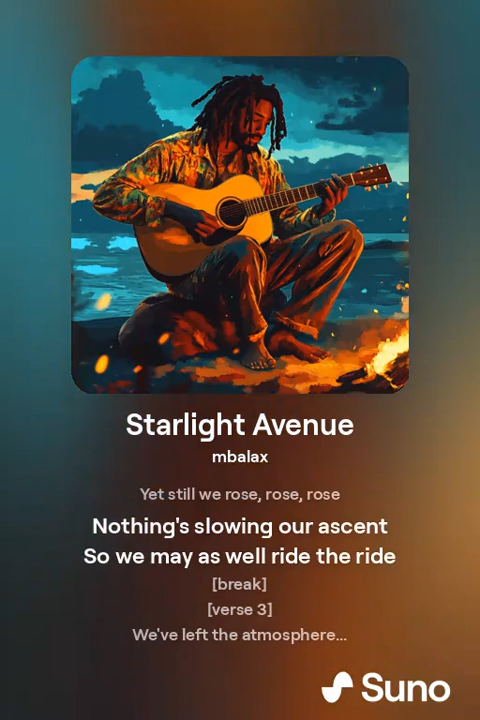 Starlight Avenue
mbalax
Yet still we rose, rose, rose
Nothing's slowing our ascent
So we may as well ride the ride
[break]
[verse 3]
We've left the atmosphere...
Suno